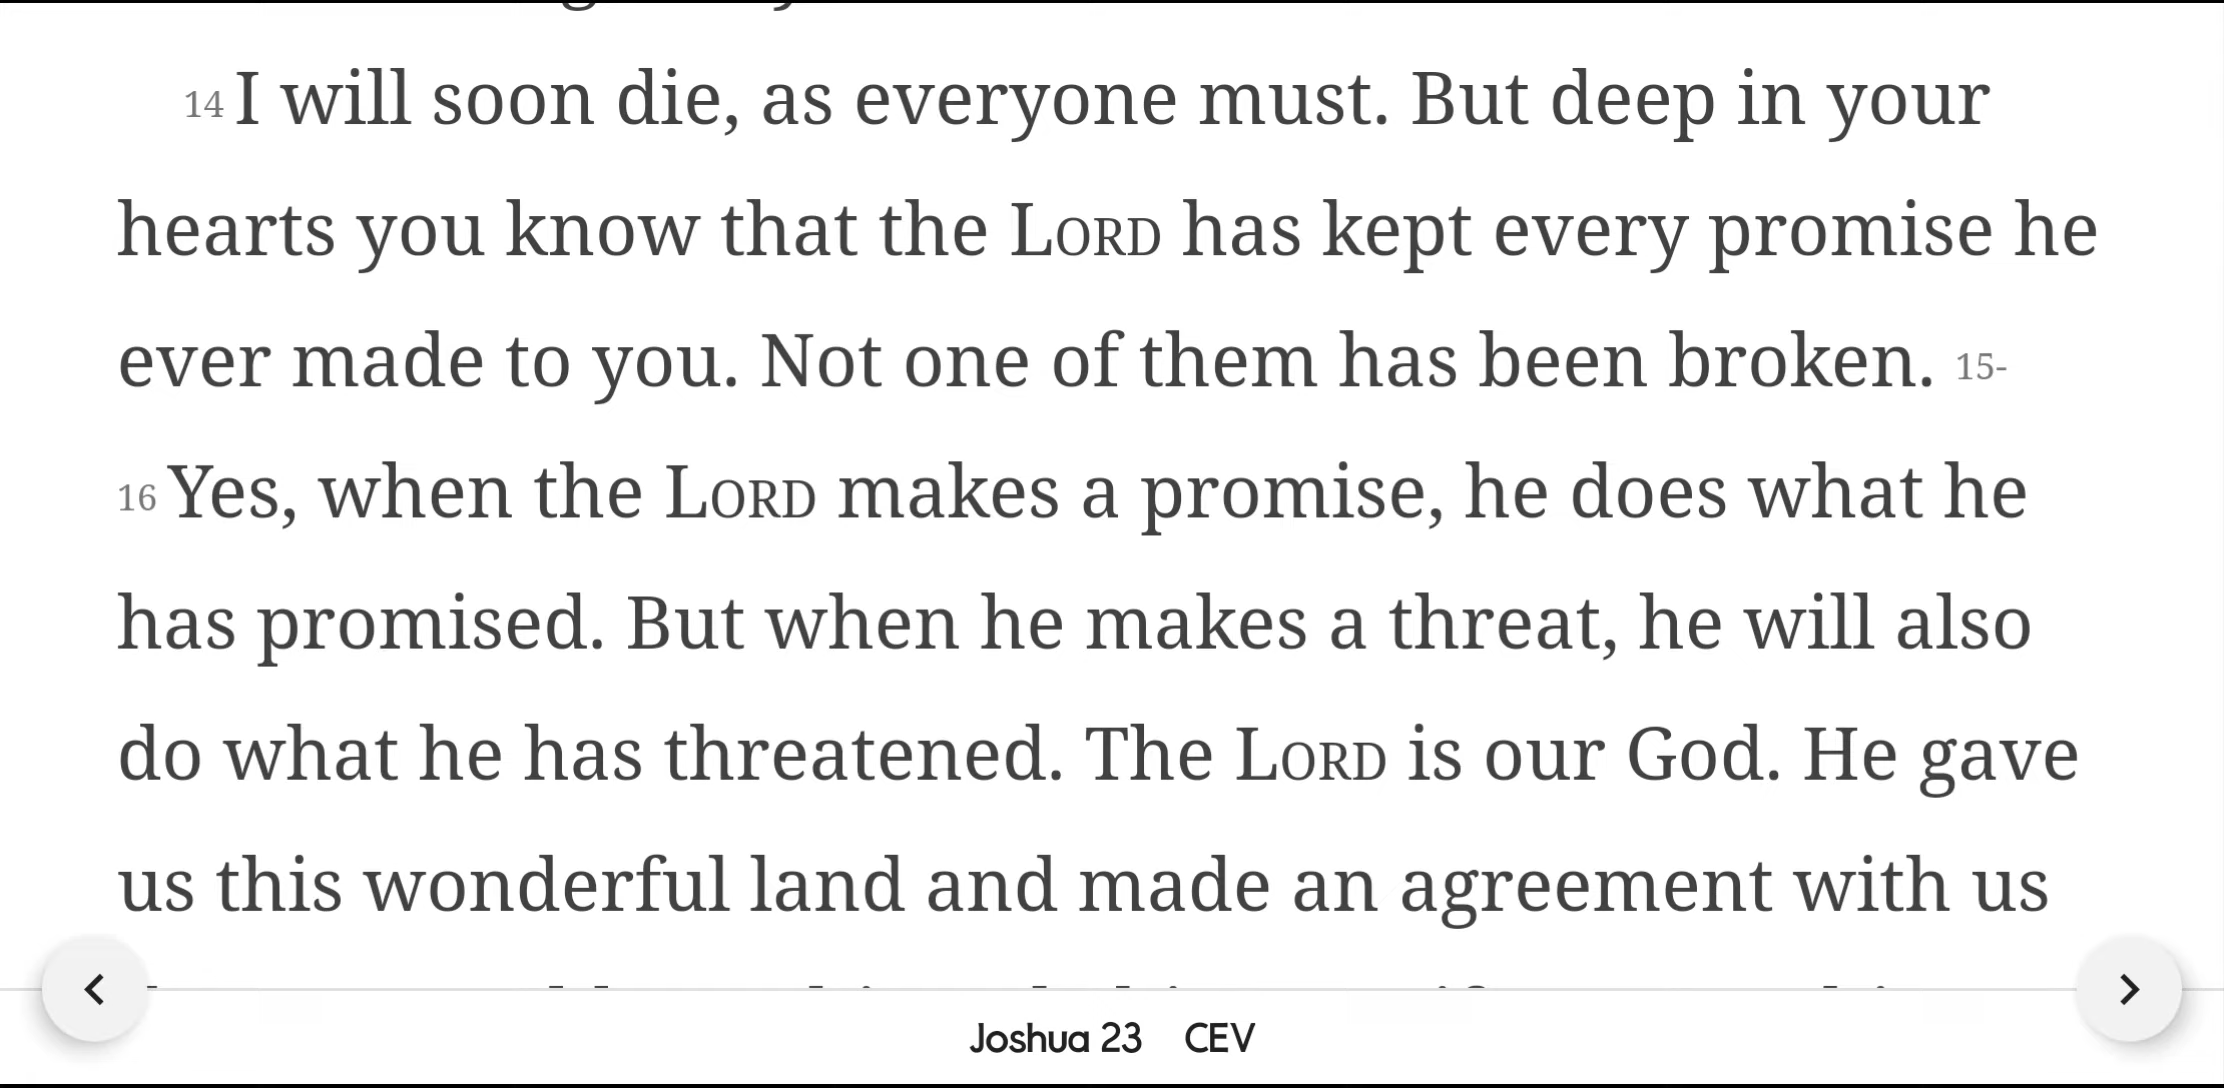 14 I will soon die, as everyone must. But deep in your
hearts you know that the LORD has kept every promise he
ever made to you. Not one of them has been broken. 15-
16 Yes, when the LORD makes a promise, he does what he
has promised. But when he makes a threat, he will also
do what he has threatened. The LORD is our God. He gave
us this wonderful land and made an agreement with us
Joshua 23 CEV